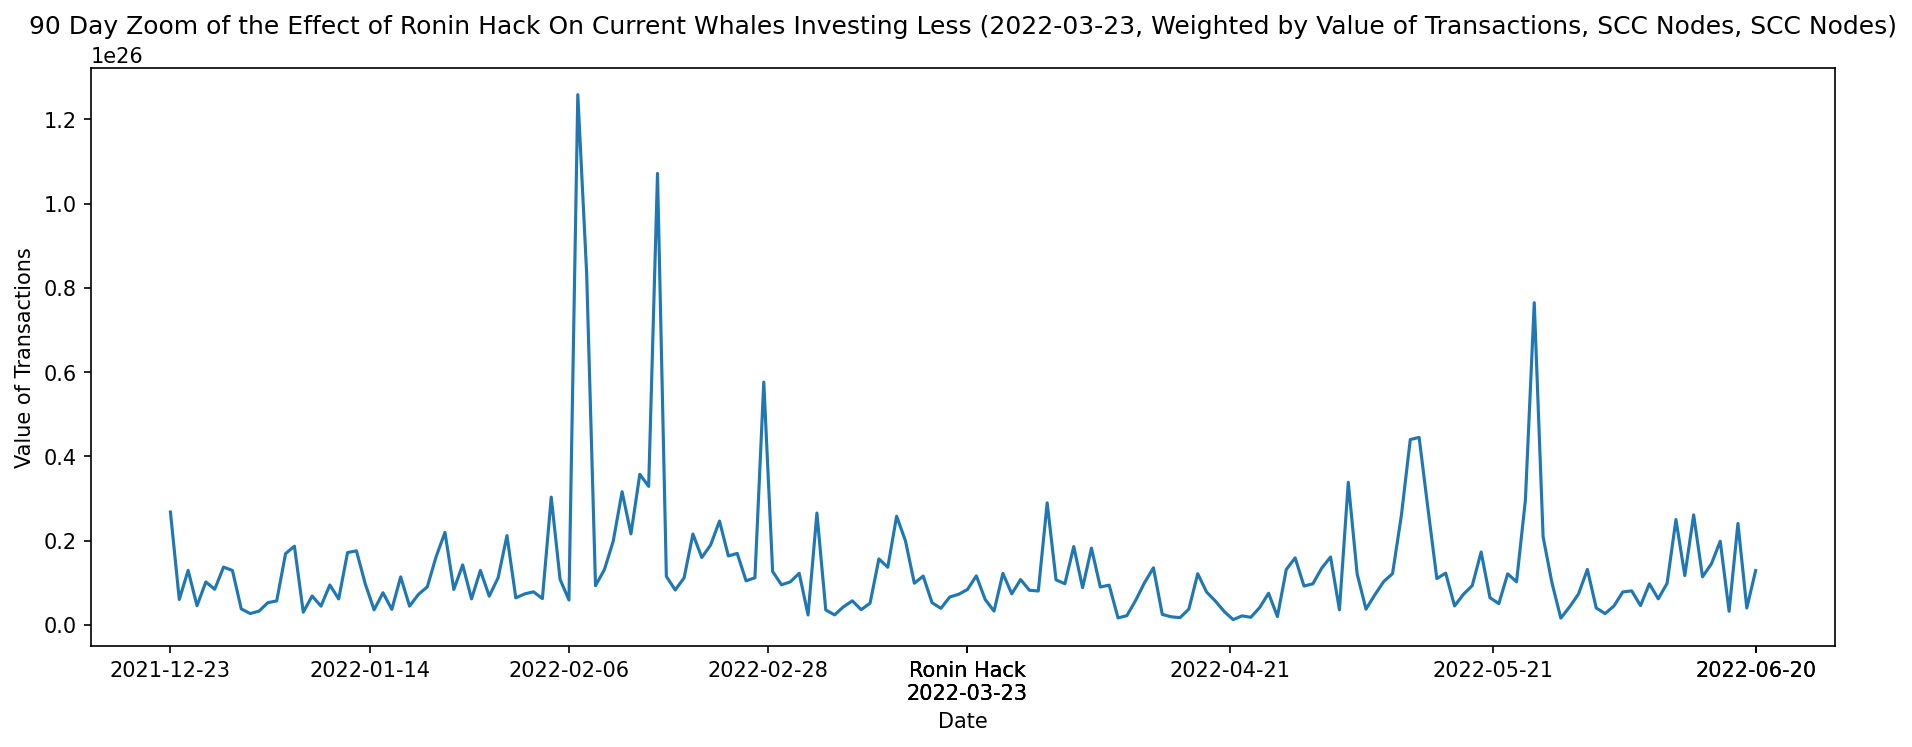 90 Day Zoom of the Effect of Ronin Hack On Current Whales Investing Less (2022-03-23, Weighted by Value of Transactions, SCC Nodes, SCC Nodes)
1e26
1.2
1.0
0.8
0.6
0.4
0.2
0.0
Value of Transactions
2021-12-23 2022-01-14 2022-02-06 2022-02-28 Ronin Hack 2022-04-21 2022-05-21 2022-06-20
2022-03-23
Date